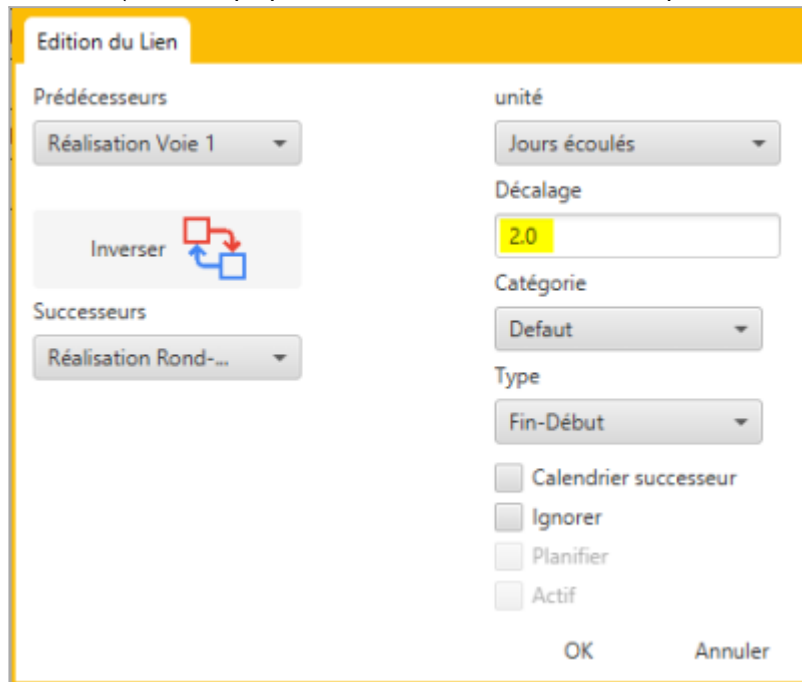 Edition du Lien
Prédécesseurs
Réalisation Voie 1
Inverser
Successeurs
Réalisation Rond-...
unité
Jours écoulés
Décalage
2.0
Catégorie
Defaut
Type
Fin-Début
Calendrier successeur
Ignorer
Planifier
Actif
OK
Annuler